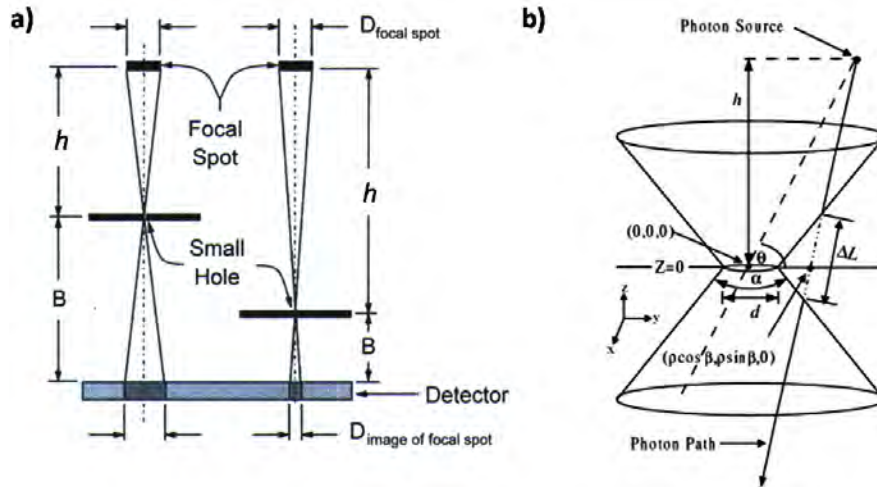 a)
D focal spot
h
Focal
Spot
h
Small
Hole
B
B
Detector
D image of focal spot
b)
Photon Source
h
(0,0,0)
θ
Z=0
α
ΔL
d
z
y
x
(ρcosβ,ρsinβ,0)
Photon Path